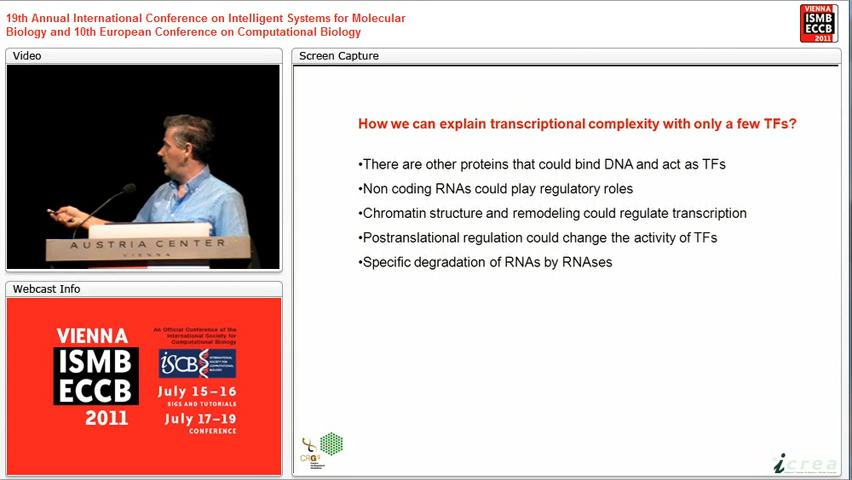 19th Annual International Conference on Intelligent Systems for Molecular
Biology and 10th European Conference on Computational Biology
VIENNA
ISMB
ECCB
2011
Video
AUSTRIA CENTER
VIENNA
Webcast Info
VIENNA
ISMB
ECCB
2011
An Official Conference of the
International Society for
Computational Biology
iSCB
INTERNATIONAL
SOCIETY FOR
COMPUTATIONAL
BIOLOGY
July 15–16
SIGS AND TUTORIALS
July 17–19
CONFERENCE
Screen Capture
How we can explain transcriptional complexity with only a few TFs?
•There are other proteins that could bind DNA and act as TFs
•Non coding RNAs could play regulatory roles
•Chromatin structure and remodeling could regulate transcription
•Postranslational regulation could change the activity of TFs
•Specific degradation of RNAs by RNAses
CRG
icrea